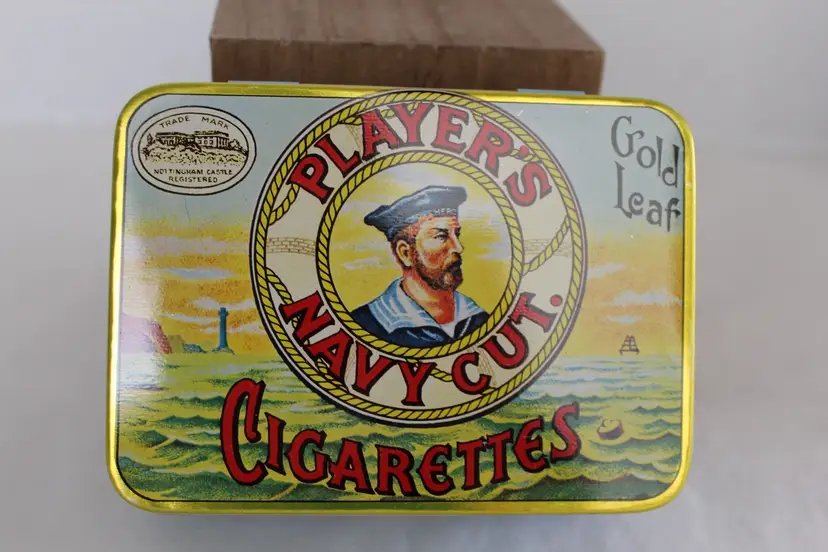 TRADE MARK
NOTTINGHAM CASTLE
REGISTERED
PLAYER'S
NAVY CUT.
Gold
Leaf
CIGARETTES